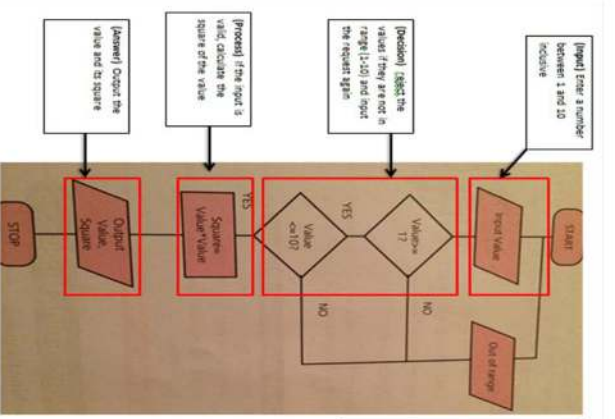 START
(Input) Enter a number
between 1 and 10
inclusive
Input Value
Out of range
(Decision) reject the
values if they are not in
range (1-10) and input
the request again
Value>=
1?
NO
YES
Value
<=10?
NO
YES
(Process) If the input is
valid, calculate the
square of the value
Square=
Value*Value
(Answer) Output the
value and its square
Output
Value,
Square
STOP